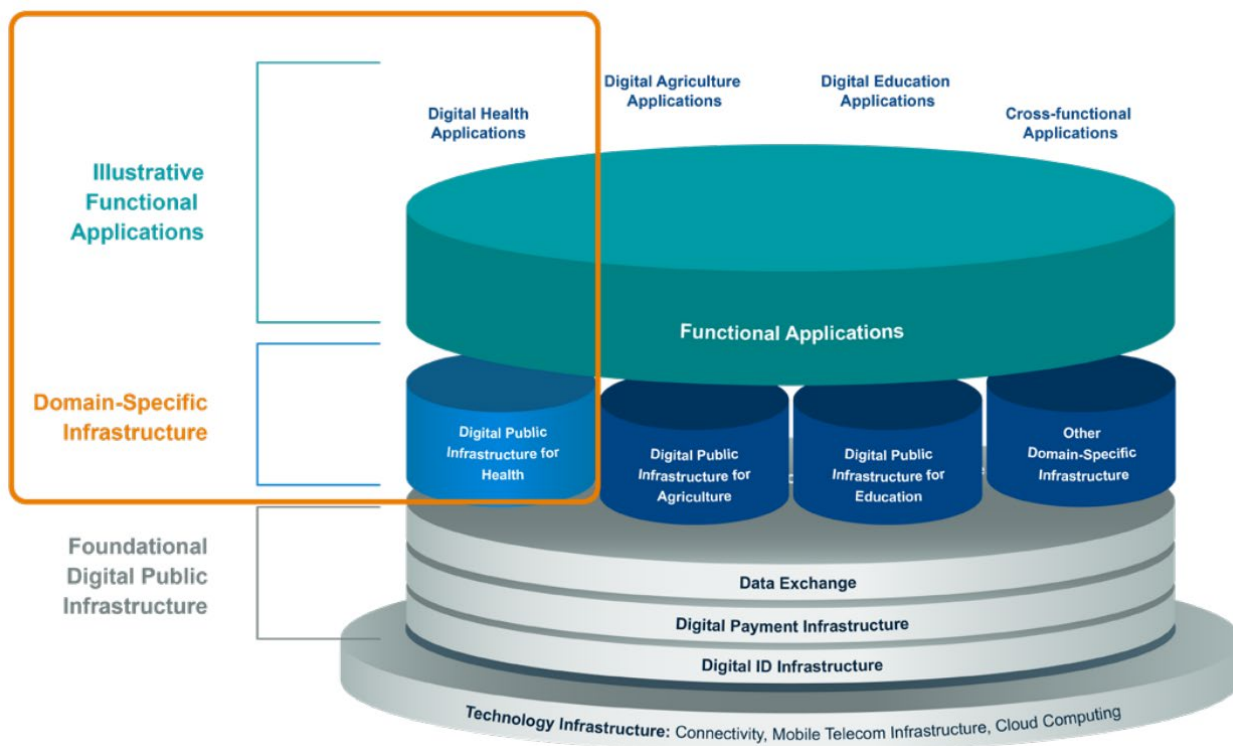 Digital Health
Applications
Digital Agriculture
Applications
Digital Education
Applications
Cross-functional
Applications
Illustrative
Functional
Applications
Functional Applications
Domain-Specific
Infrastructure
Digital Public
Infrastructure for
Health
Digital Public
Infrastructure for
Agriculture
Digital Public
Infrastructure for
Education
Other
Domain-Specific
Infrastructure
Foundational
Digital Public
Infrastructure
Data Exchange
Digital Payment Infrastructure
Digital ID Infrastructure
Technology Infrastructure: Connectivity, Mobile Telecom Infrastructure, Cloud Computing